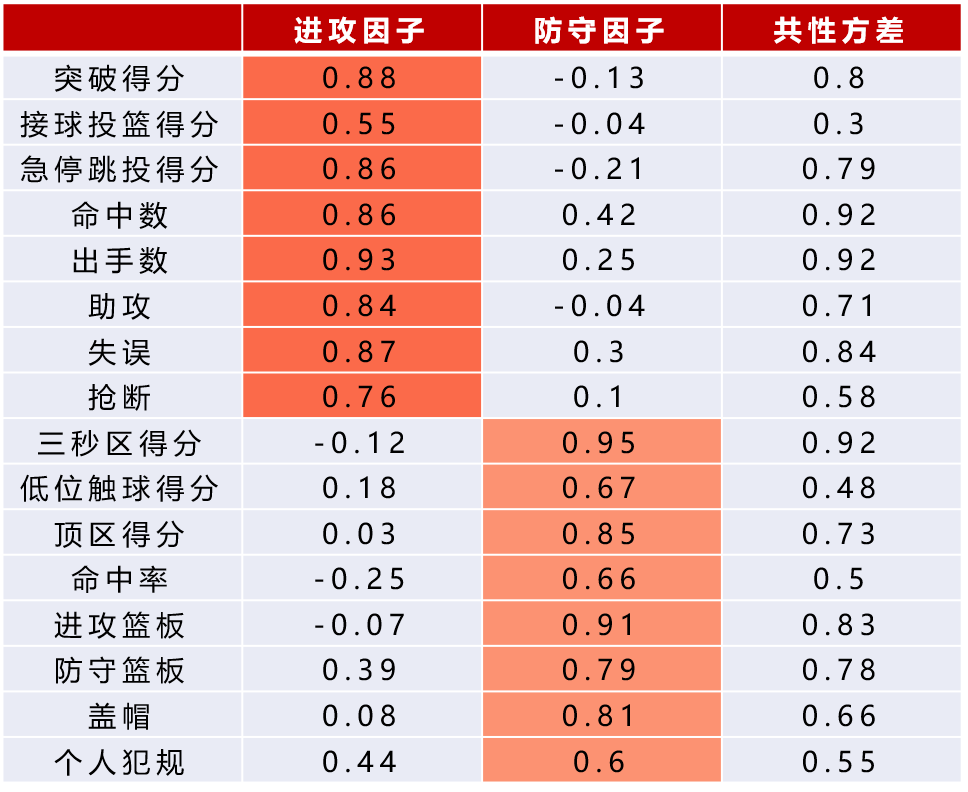 进攻因子 防守因子 共性方差
突破得分 0.88 -0.13 0.8
接球投篮得分 0.55 -0.04 0.3
急停跳投得分 0.86 -0.21 0.79
命中数 0.86 0.42 0.92
出手数 0.93 0.25 0.92
助攻 0.84 -0.04 0.71
失误 0.87 0.3 0.84
抢断 0.76 0.1 0.58
三秒区得分 -0.12 0.95 0.92
低位触球得分 0.18 0.67 0.48
顶区得分 0.03 0.85 0.73
命中率 -0.25 0.66 0.5
进攻篮板 -0.07 0.91 0.83
防守篮板 0.39 0.79 0.78
盖帽 0.08 0.81 0.66
个人犯规 0.44 0.6 0.55